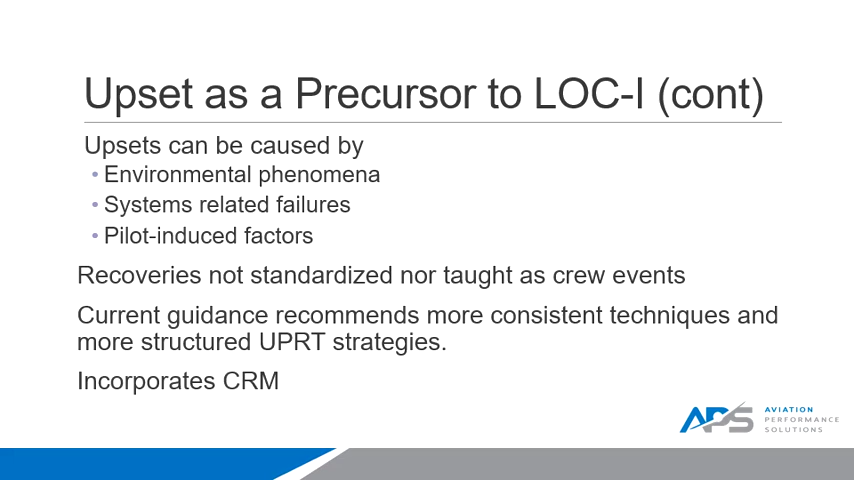 Upset as a Precursor to LOC-I (cont)
Upsets can be caused by
• Environmental phenomena
• Systems related failures
• Pilot-induced factors
Recoveries not standardized nor taught as crew events
Current guidance recommends more consistent techniques and
more structured UPRT strategies.
Incorporates CRM
APS
AVIATION
PERFORMANCE
SOLUTIONS